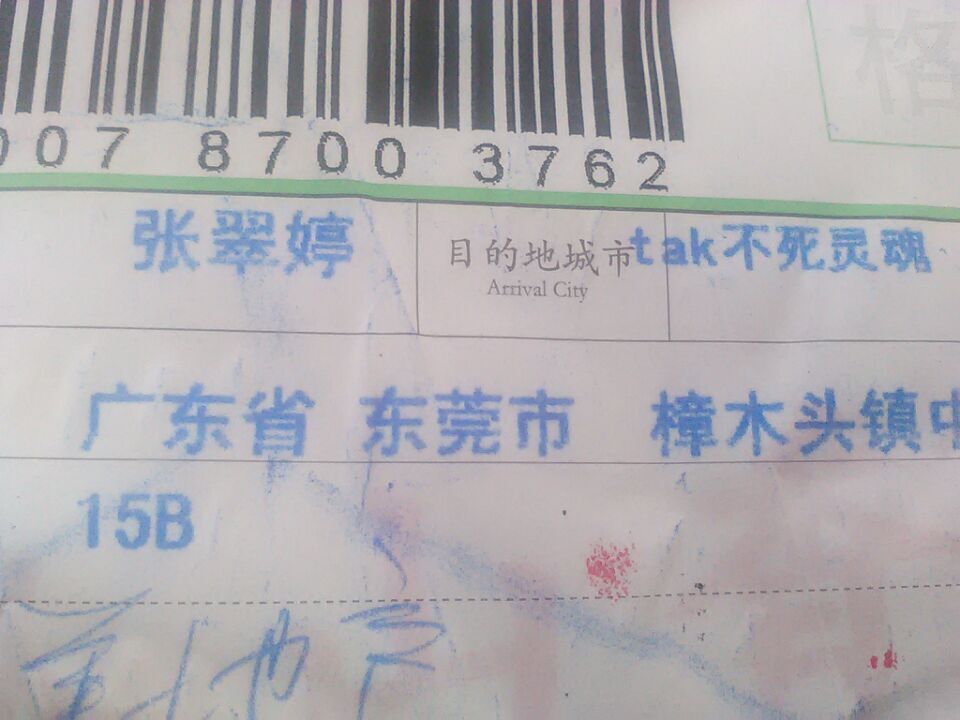 007 8700 3762
张翠婷 目的地城市 tak不死灵魂
Arrival City
广东省 东莞市 樟木头镇中
15B